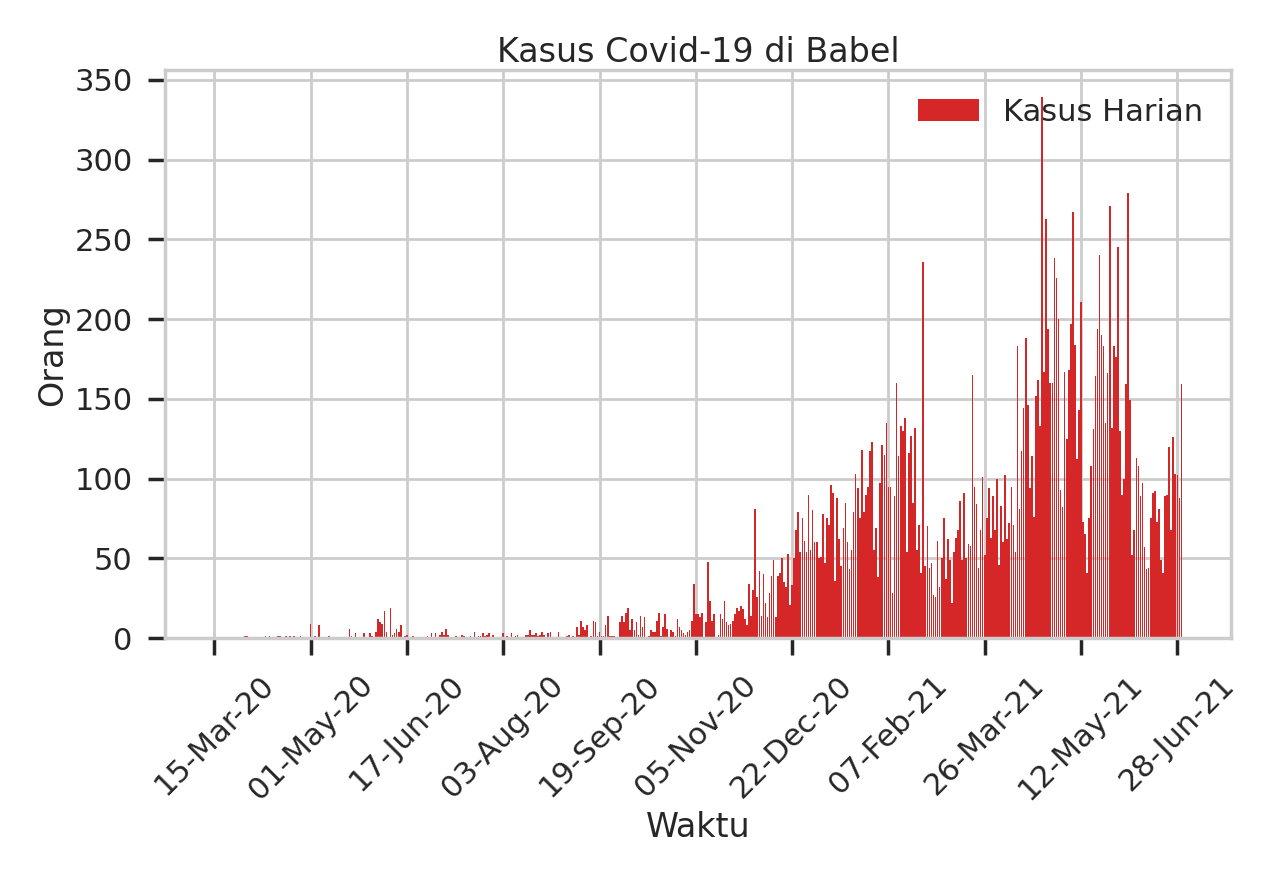 Kasus Covid-19 di Babel
Kasus Harian
Orang
350
300
250
200
150
100
50
0
15-Mar-20
01-May-20
17-Jun-20
03-Aug-20
19-Sep-20
05-Nov-20
22-Dec-20
07-Feb-21
26-Mar-21
12-May-21
28-Jun-21
Waktu